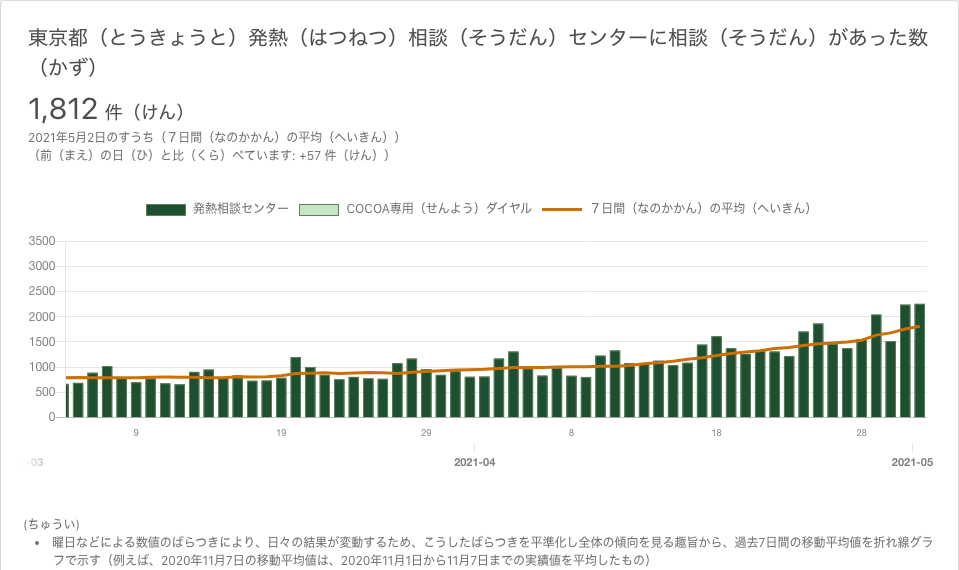 東京都（とうきょうと）発熱（はつねつ）相談（そうだん）センターに相談（そうだん）があった数
（かず）
1,812 件（けん）
2021年5月2日のすうち（７日間（なのかかん）の平均（へいきん））
（前（まえ）の日（ひ）と比（くら）べています: +57 件（けん））
発熱相談センター COCOA専用（せんよう）ダイヤル ７日間（なのかかん）の平均（へいきん）
3500
3000
2500
2000
1500
1000
500
0
9 19 29 8 18 28
-03 2021-04 2021-05
(ちゅうい)
• 曜日などによる数値のばらつきにより、日々の結果が変動するため、こうしたばらつきを平準化し全体の傾向を見る趣旨から、過去7日間の移動平均値を折れ線グラ
フで示す（例えば、2020年11月7日の移動平均値は、2020年11月1日から11月7日までの実績値を平均したもの）